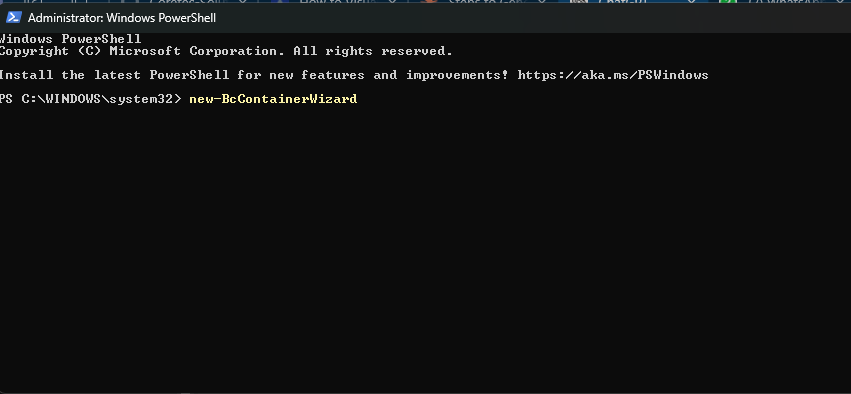 Administrator: Windows PowerShell
Windows PowerShell
Copyright (C) Microsoft Corporation. All rights reserved.
Install the latest PowerShell for new features and improvements! https://aka.ms/PSWindows
PS C:\WINDOWS\system32> new-BcContainerWizard